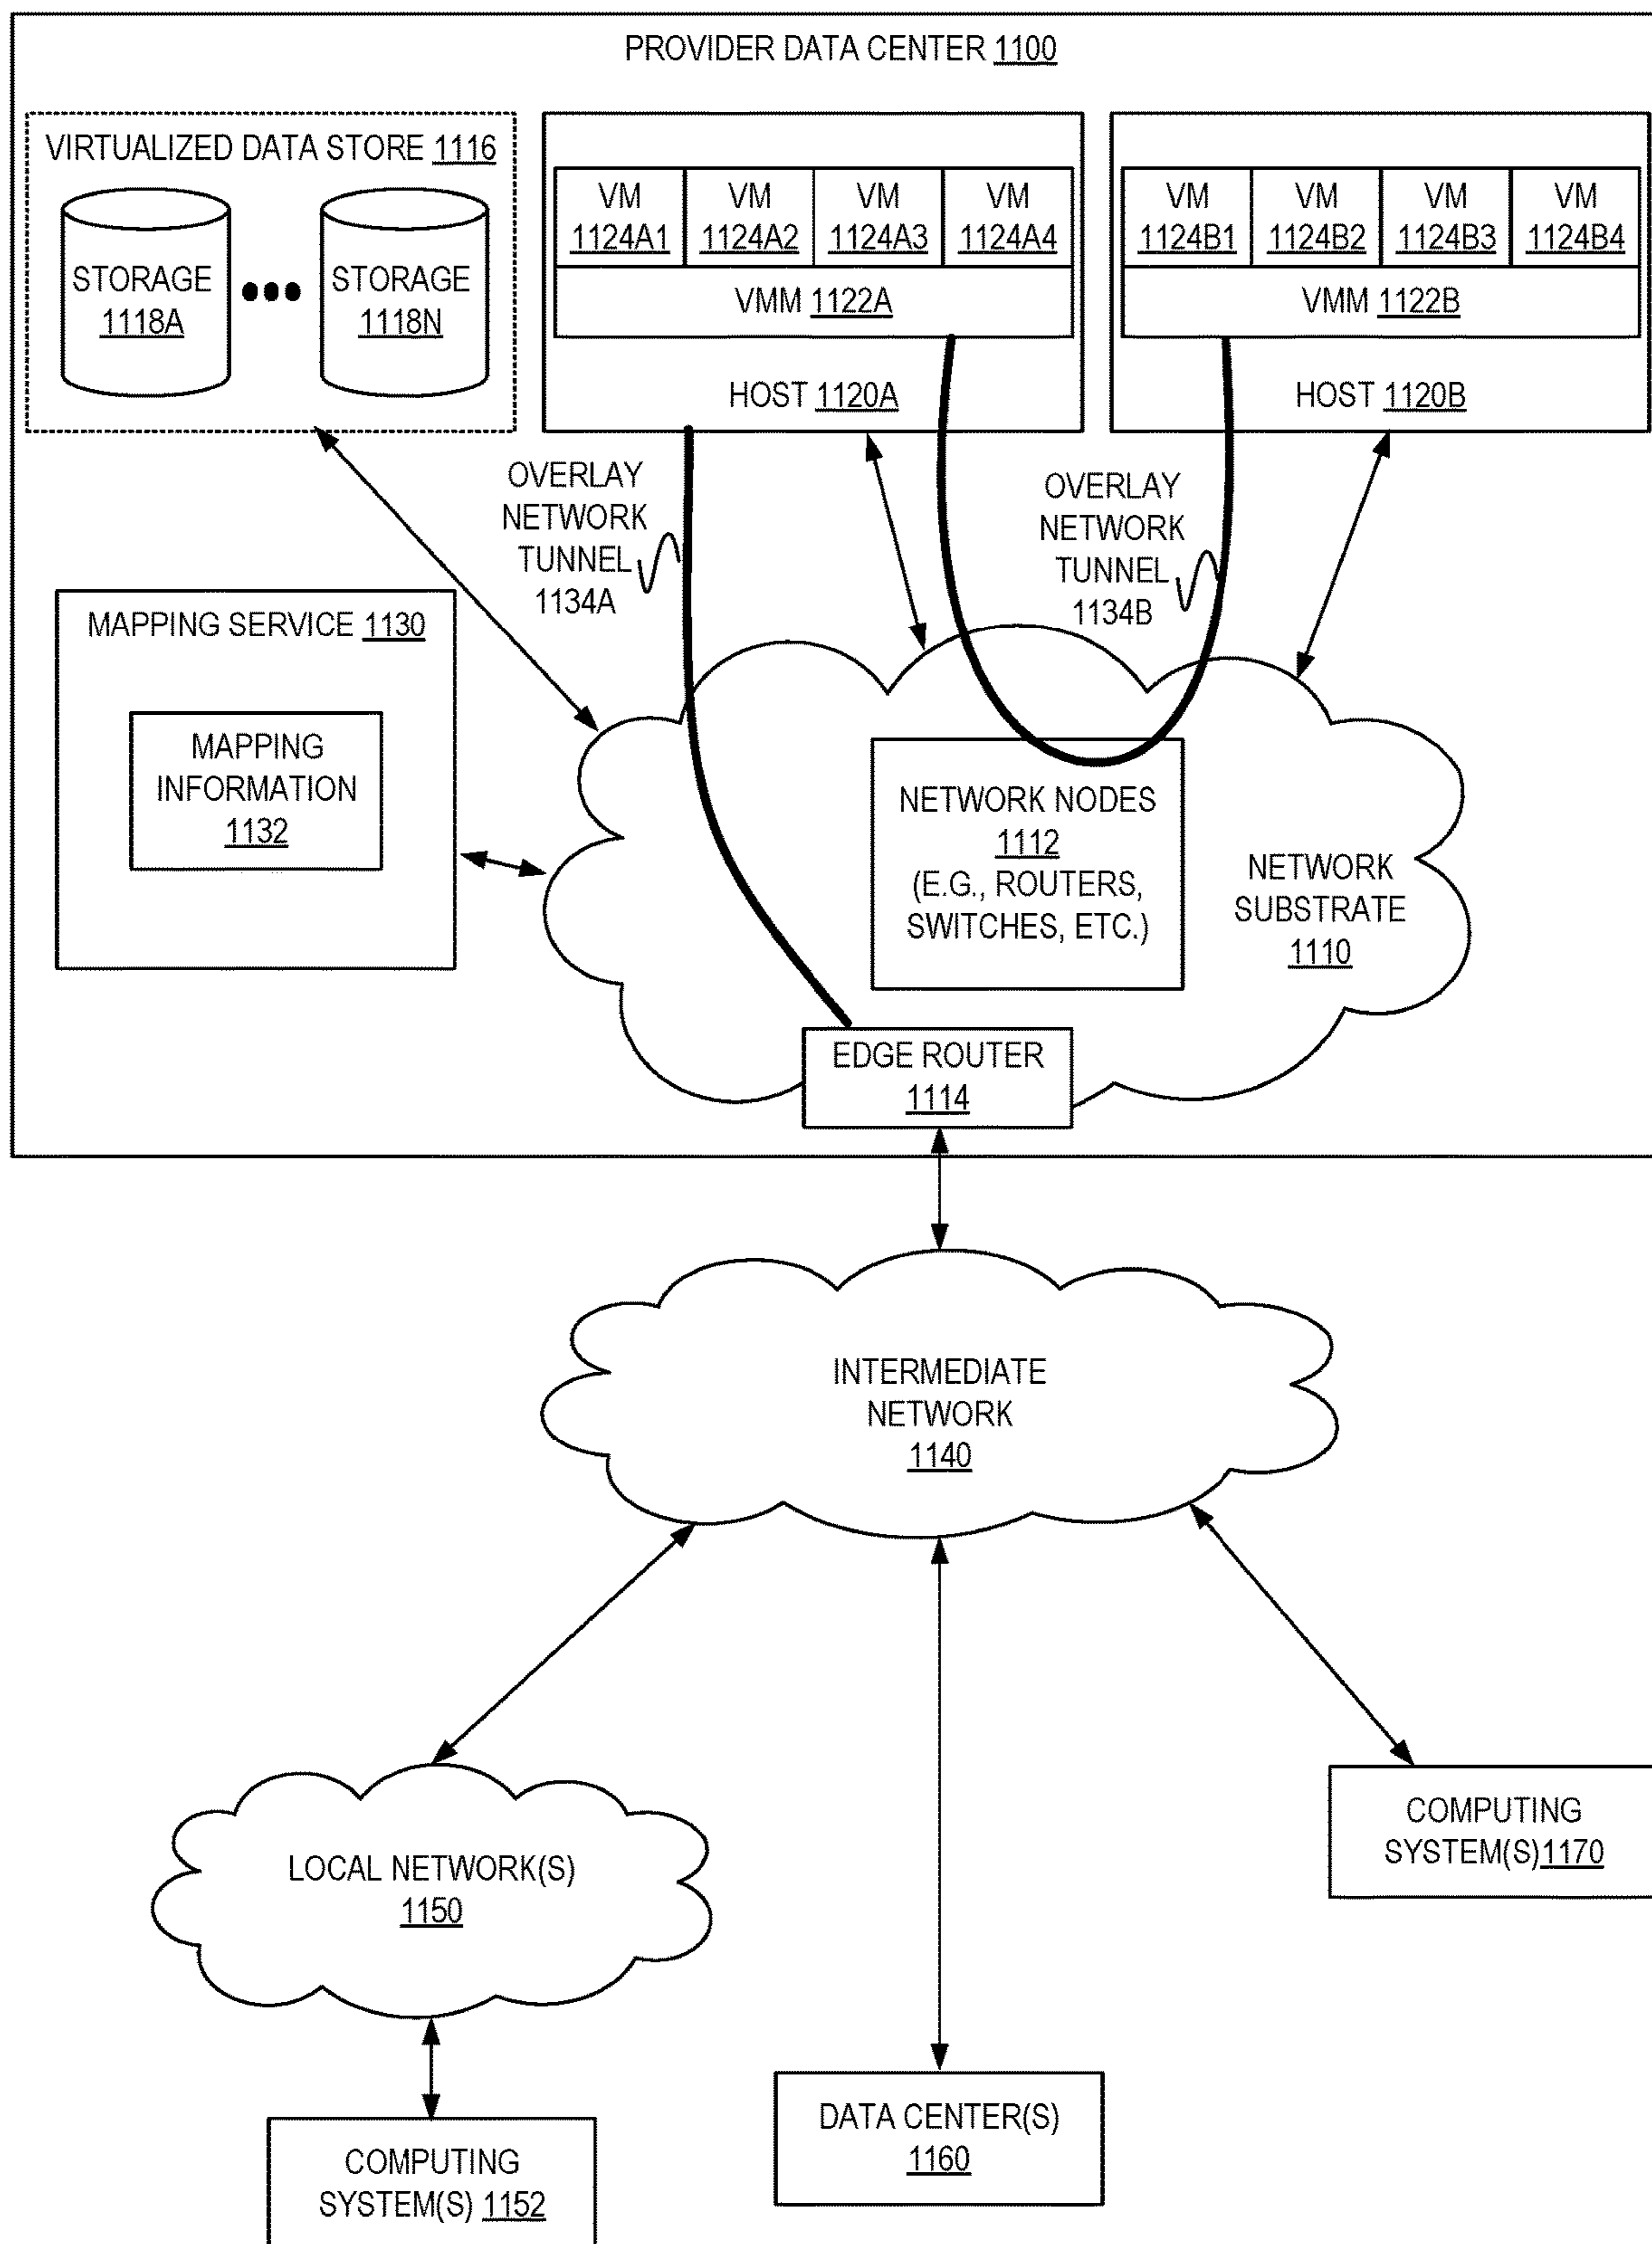 PROVIDER DATA CENTER 1100
VIRTUALIZED DATA STORE 1116
STORAGE
1118A
STORAGE
1118N
VM
1124A1
VM
1124A2
VM
1124A3
VM
1124A4
VMM 1122A
HOST 1120A
VM
1124B1
VM
1124B2
VM
1124B3
VM
1124B4
VMM 1122B
HOST 1120B
OVERLAY
NETWORK
TUNNEL
1134A
OVERLAY
NETWORK
TUNNEL
1134B
MAPPING SERVICE 1130
MAPPING
INFORMATION
1132
NETWORK NODES
1112
(E.G., ROUTERS,
SWITCHES, ETC.)
NETWORK
SUBSTRATE
1110
EDGE ROUTER
1114
INTERMEDIATE
NETWORK
1140
COMPUTING
SYSTEM(S)1170
LOCAL NETWORK(S)
1150
DATA CENTER(S)
1160
COMPUTING
SYSTEM(S) 1152